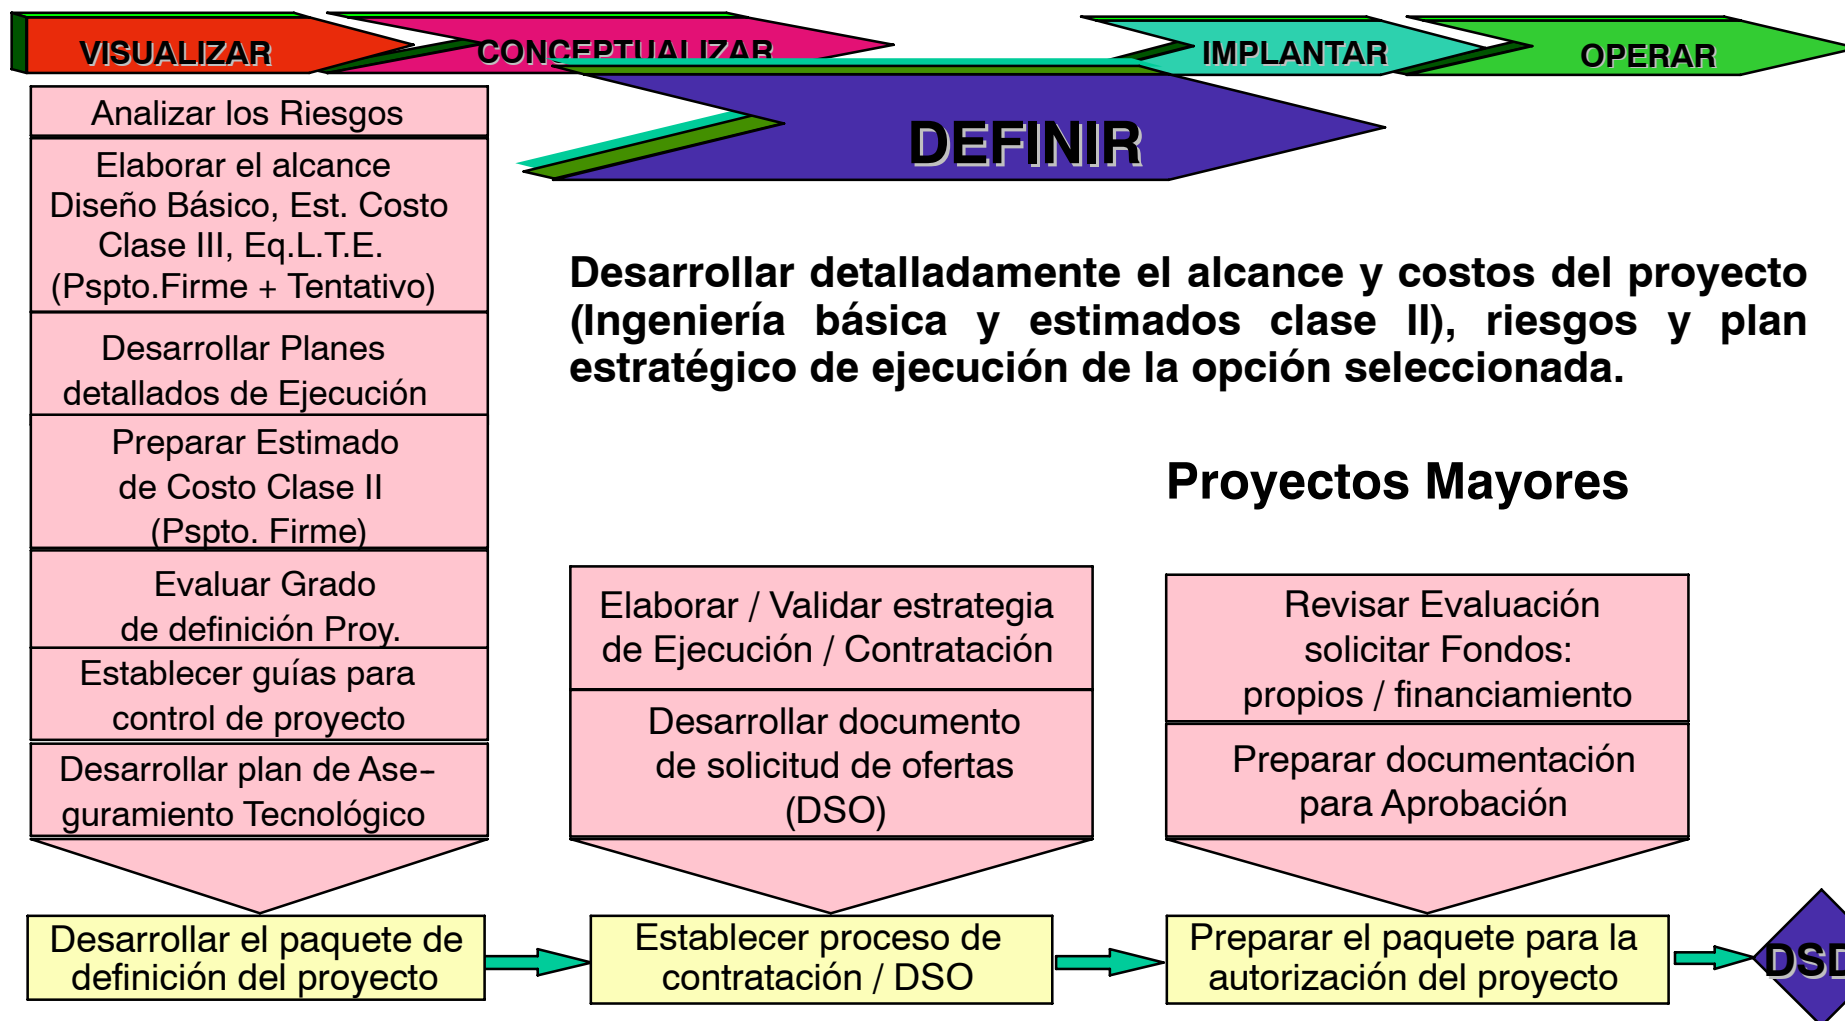 VISUALIZAR
CONCEPTUALIZAR
IMPLANTAR
OPERAR
DEFINIR
Analizar los Riesgos
Elaborar el alcance
Diseño Básico, Est. Costo
Clase III, Eq.L.T.E.
(Pspto.Firme + Tentativo)
Desarrollar Planes
detallados de Ejecución
Preparar Estimado
de Costo Clase II
(Pspto. Firme)
Evaluar Grado
de definición Proy.
Establecer guías para
control de proyecto
Desarrollar plan de Ase-
guramiento Tecnológico
Desarrollar detalladamente el alcance y costos del proyecto
(Ingeniería básica y estimados clase II), riesgos y plan
estratégico de ejecución de la opción seleccionada.
Proyectos Mayores
Elaborar / Validar estrategia
de Ejecución / Contratación
Desarrollar documento
de solicitud de ofertas
(DSO)
Revisar Evaluación
solicitar Fondos:
propios / financiamiento
Preparar documentación
para Aprobación
Desarrollar el paquete de
definición del proyecto
Establecer proceso de
contratación / DSO
Preparar el paquete para la
autorización del proyecto
DSD